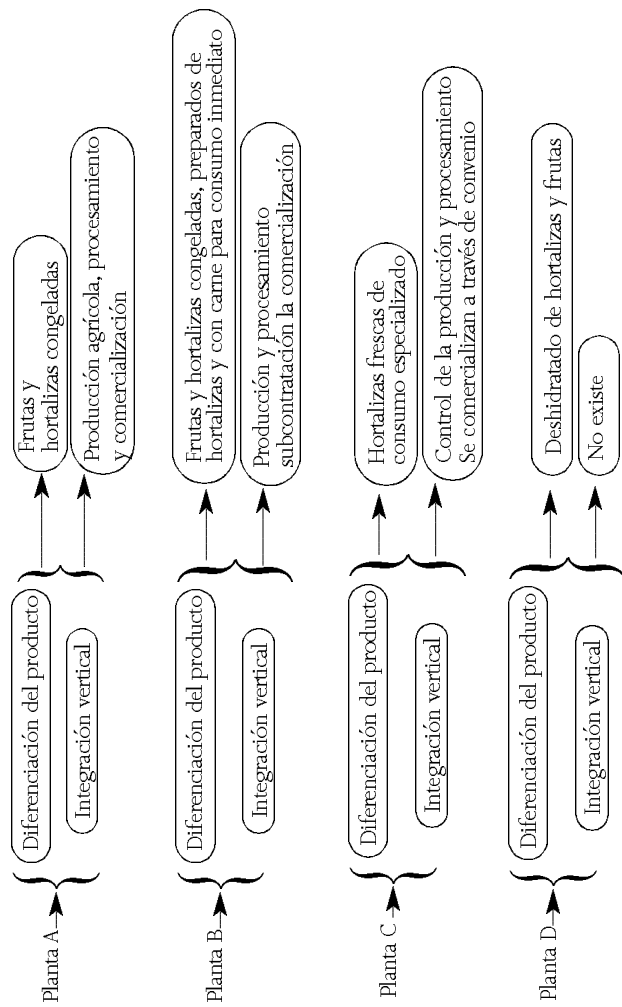 Planta A
Diferenciación del producto
Frutas y
hortalizas congeladas
Integración vertical
Producción agrícola, procesamiento
y comercialización
Planta B
Diferenciación del producto
Frutas y hortalizas congeladas, preparados de
hortalizas y con carne para consumo inmediato
Integración vertical
Producción y procesamiento
subcontratación la comercialización
Planta C
Diferenciación del producto
Hortalizas frescas de
consumo especializado
Integración vertical
Control de la producción y procesamiento
Se comercializan a través de convenio
Planta D
Diferenciación del producto
Deshidratado de hortalizas y frutas
Integración vertical
No existe